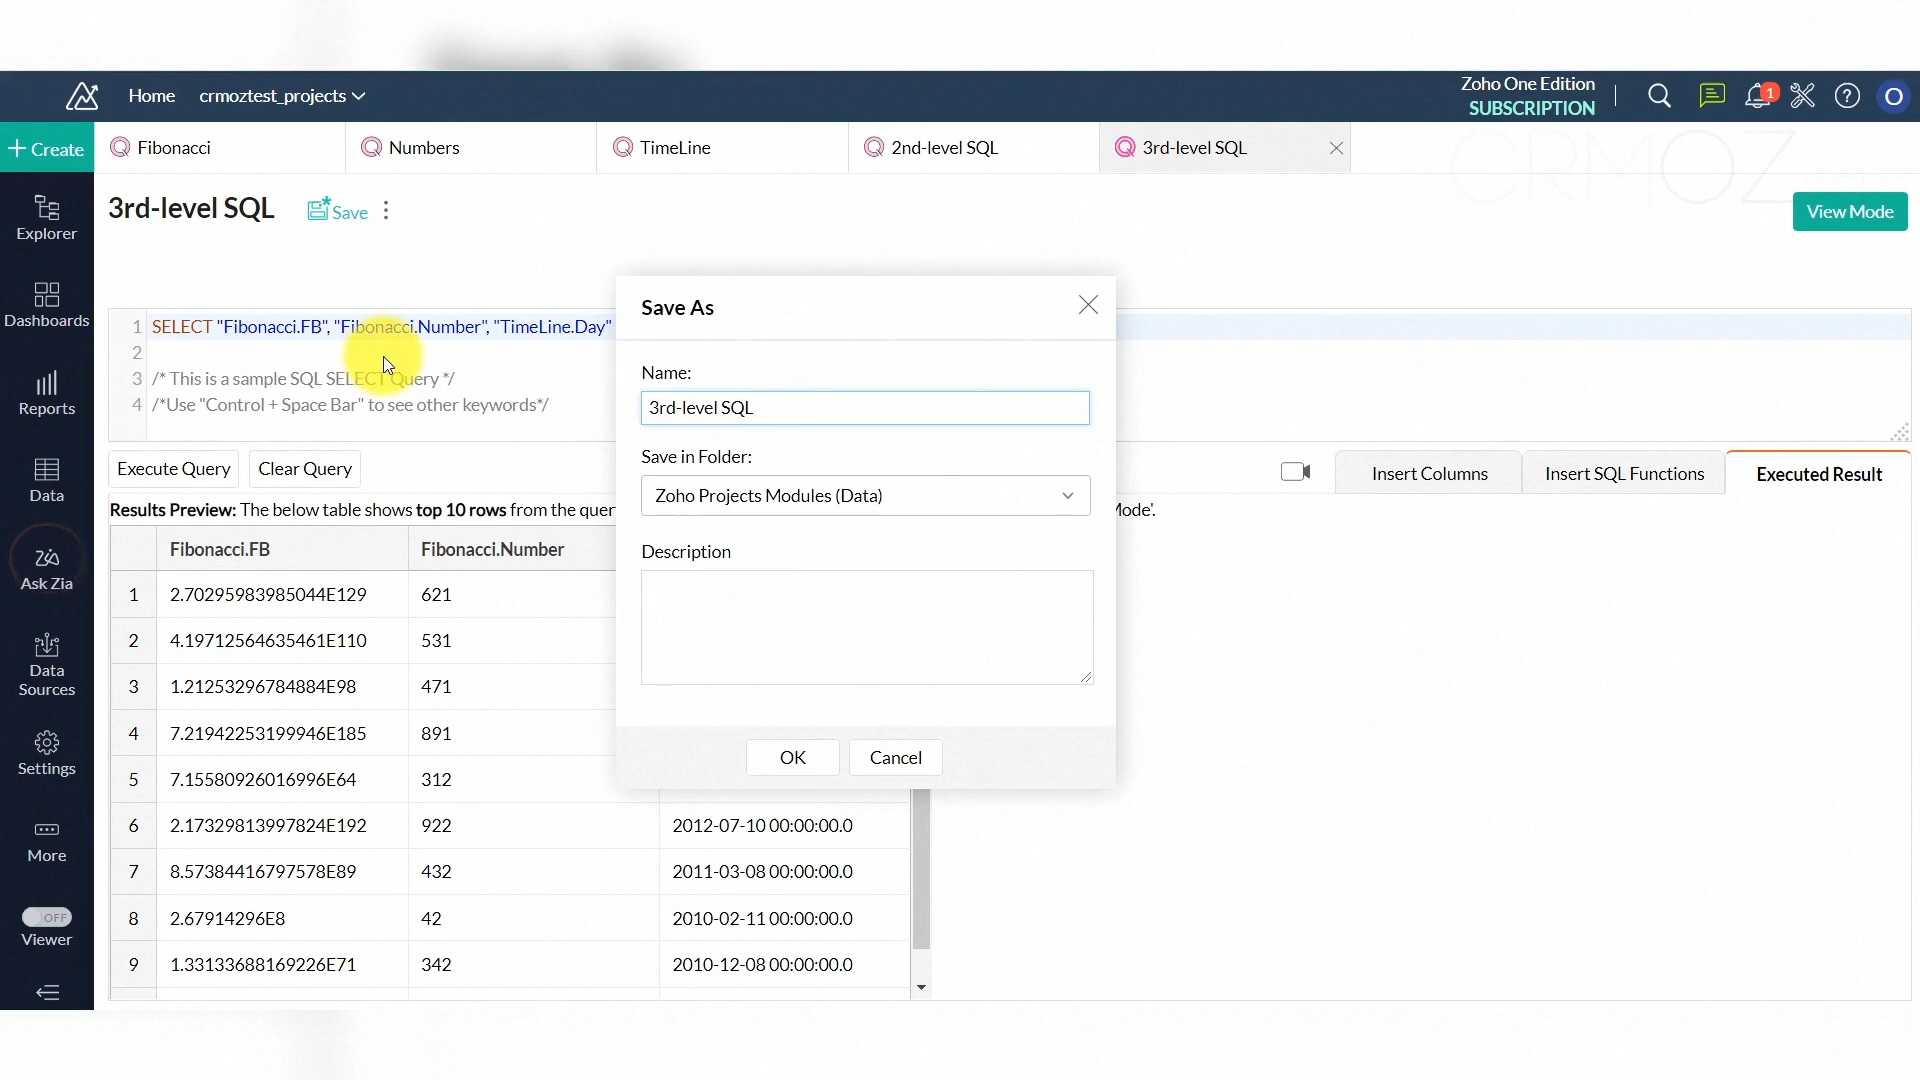 Home
crmoztest_projects
Zoho One Edition
SUBSCRIPTION
1
?
O
+ Create
Fibonacci
Numbers
TimeLine
2nd-level SQL
3rd-level SQL
CRMOZ
Explorer
Dashboards
Reports
Data
Zia
Ask Zia
Data
Sources
Settings
More
OFF
Viewer
3rd-level SQL
Save
View Mode
1 SELECT "Fibonacci.FB", "Fibonacci.Number", "TimeLine.Day"
2
3 /* This is a sample SQL SELECT Query */
4 /*Use "Control + Space Bar" to see other keywords*/
Execute Query
Clear Query
Insert Columns
Insert SQL Functions
Executed Result
Results Preview: The below table shows top 10 rows from the quer
Mode'.
Fibonacci.FB Fibonacci.Number
1 2.70295983985044E129 621
2 4.19712564635461E110 531
3 1.21253296784884E98 471
4 7.21942253199946E185 891
5 7.15580926016996E64 312
6 2.17329813997824E192 922 2012-07-10 00:00:00.0
7 8.57384416797578E89 432 2011-03-08 00:00:00.0
8 2.67914296E8 42 2010-02-11 00:00:00.0
9 1.33133688169226E71 342 2010-12-08 00:00:00.0
Save As
Name:
3rd-level SQL
Save in Folder:
Zoho Projects Modules (Data)
Description
OK
Cancel